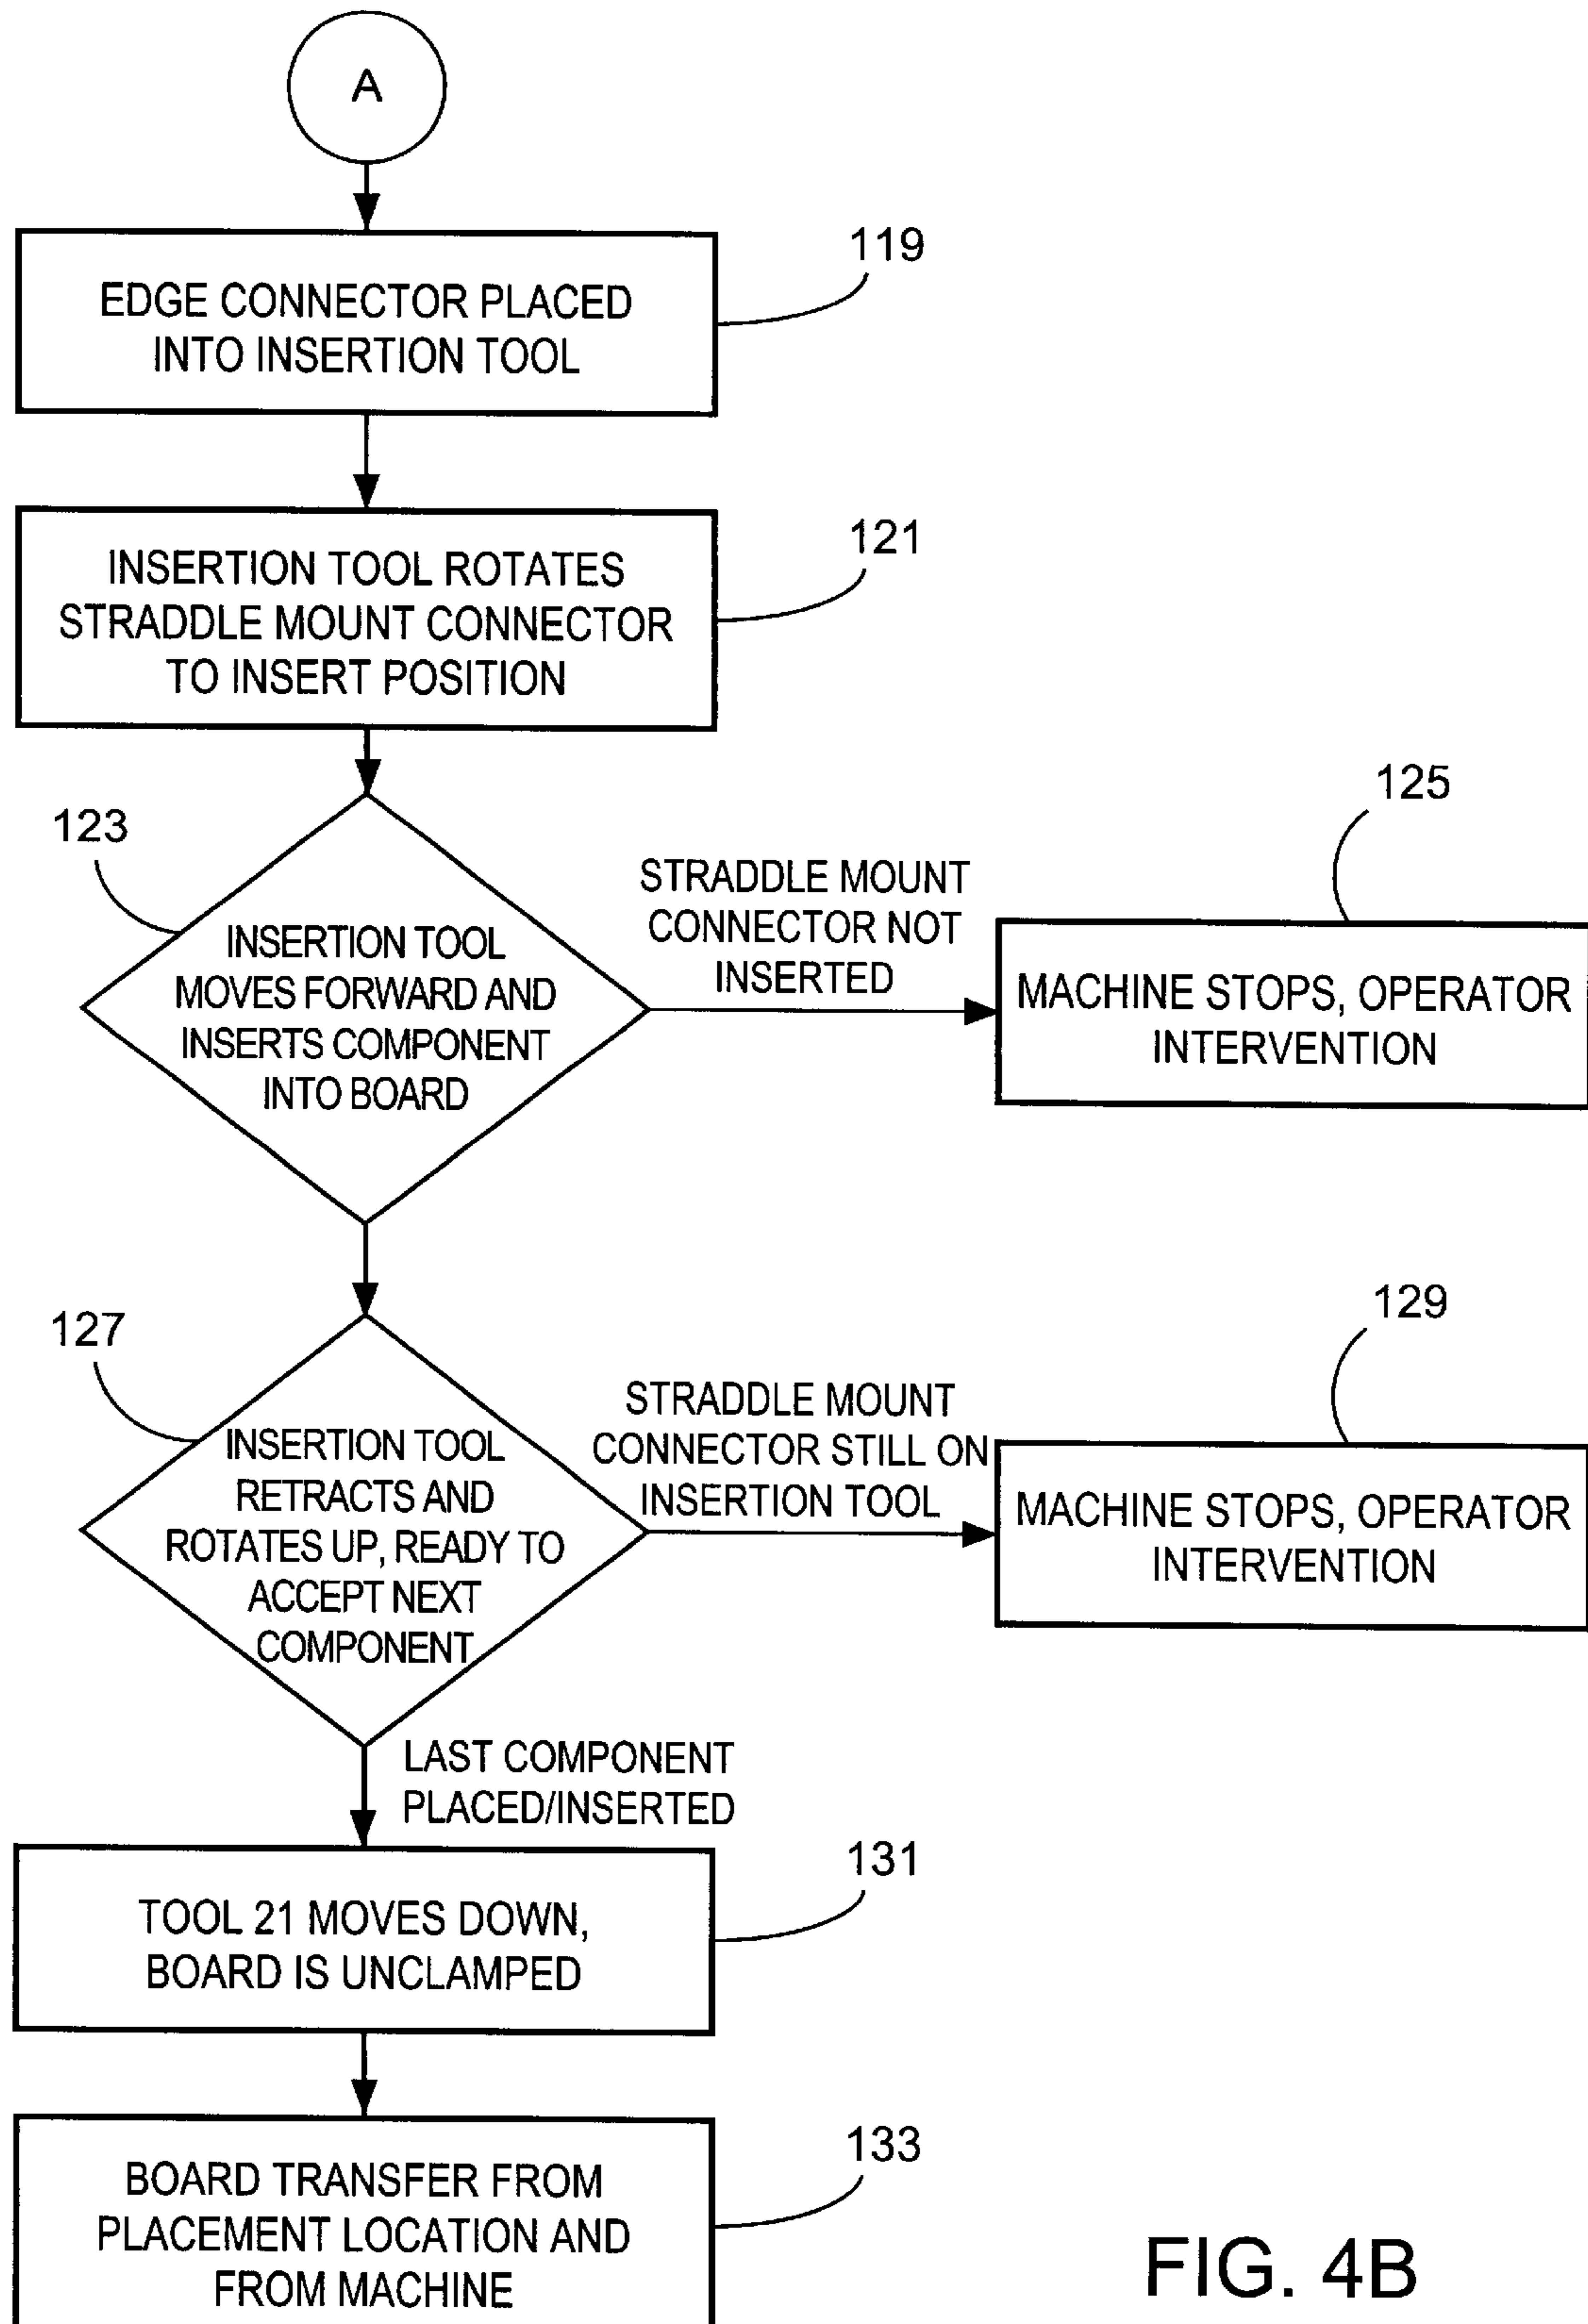 A
119
EDGE CONNECTOR PLACED
INTO INSERTION TOOL
121
INSERTION TOOL ROTATES
STRADDLE MOUNT CONNECTOR
TO INSERT POSITION
123
INSERTION TOOL
MOVES FORWARD AND
INSERTS COMPONENT
INTO BOARD
STRADDLE MOUNT
CONNECTOR NOT
INSERTED
125
MACHINE STOPS, OPERATOR
INTERVENTION
127
INSERTION TOOL
RETRACTS AND
ROTATES UP, READY TO
ACCEPT NEXT
COMPONENT
STRADDLE MOUNT
CONNECTOR STILL ON
INSERTION TOOL
129
MACHINE STOPS, OPERATOR
INTERVENTION
LAST COMPONENT
PLACED/INSERTED
131
TOOL 21 MOVES DOWN,
BOARD IS UNCLAMPED
133
BOARD TRANSFER FROM
PLACEMENT LOCATION AND
FROM MACHINE
FIG. 4B